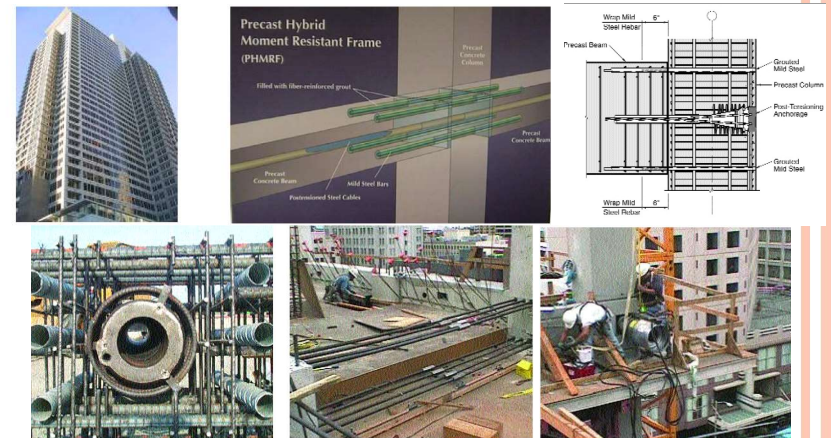 Precast Hybrid
Moment Resistant Frame
(PHMRF)
Precast
Concrete
Column
Filled with fiber-reinforced grout
Precast
Concrete Beam
Precast
Concrete Beam
Mild Steel Bars
Postensioned Steel Cables
Wrap Mild
Steel Rebar
6"
Precast Beam
Grouted
Mild Steel
Precast Column
Post-Tensioning
Anchorage
Grouted
Mild Steel
Wrap Mild
Steel Rebar
6"